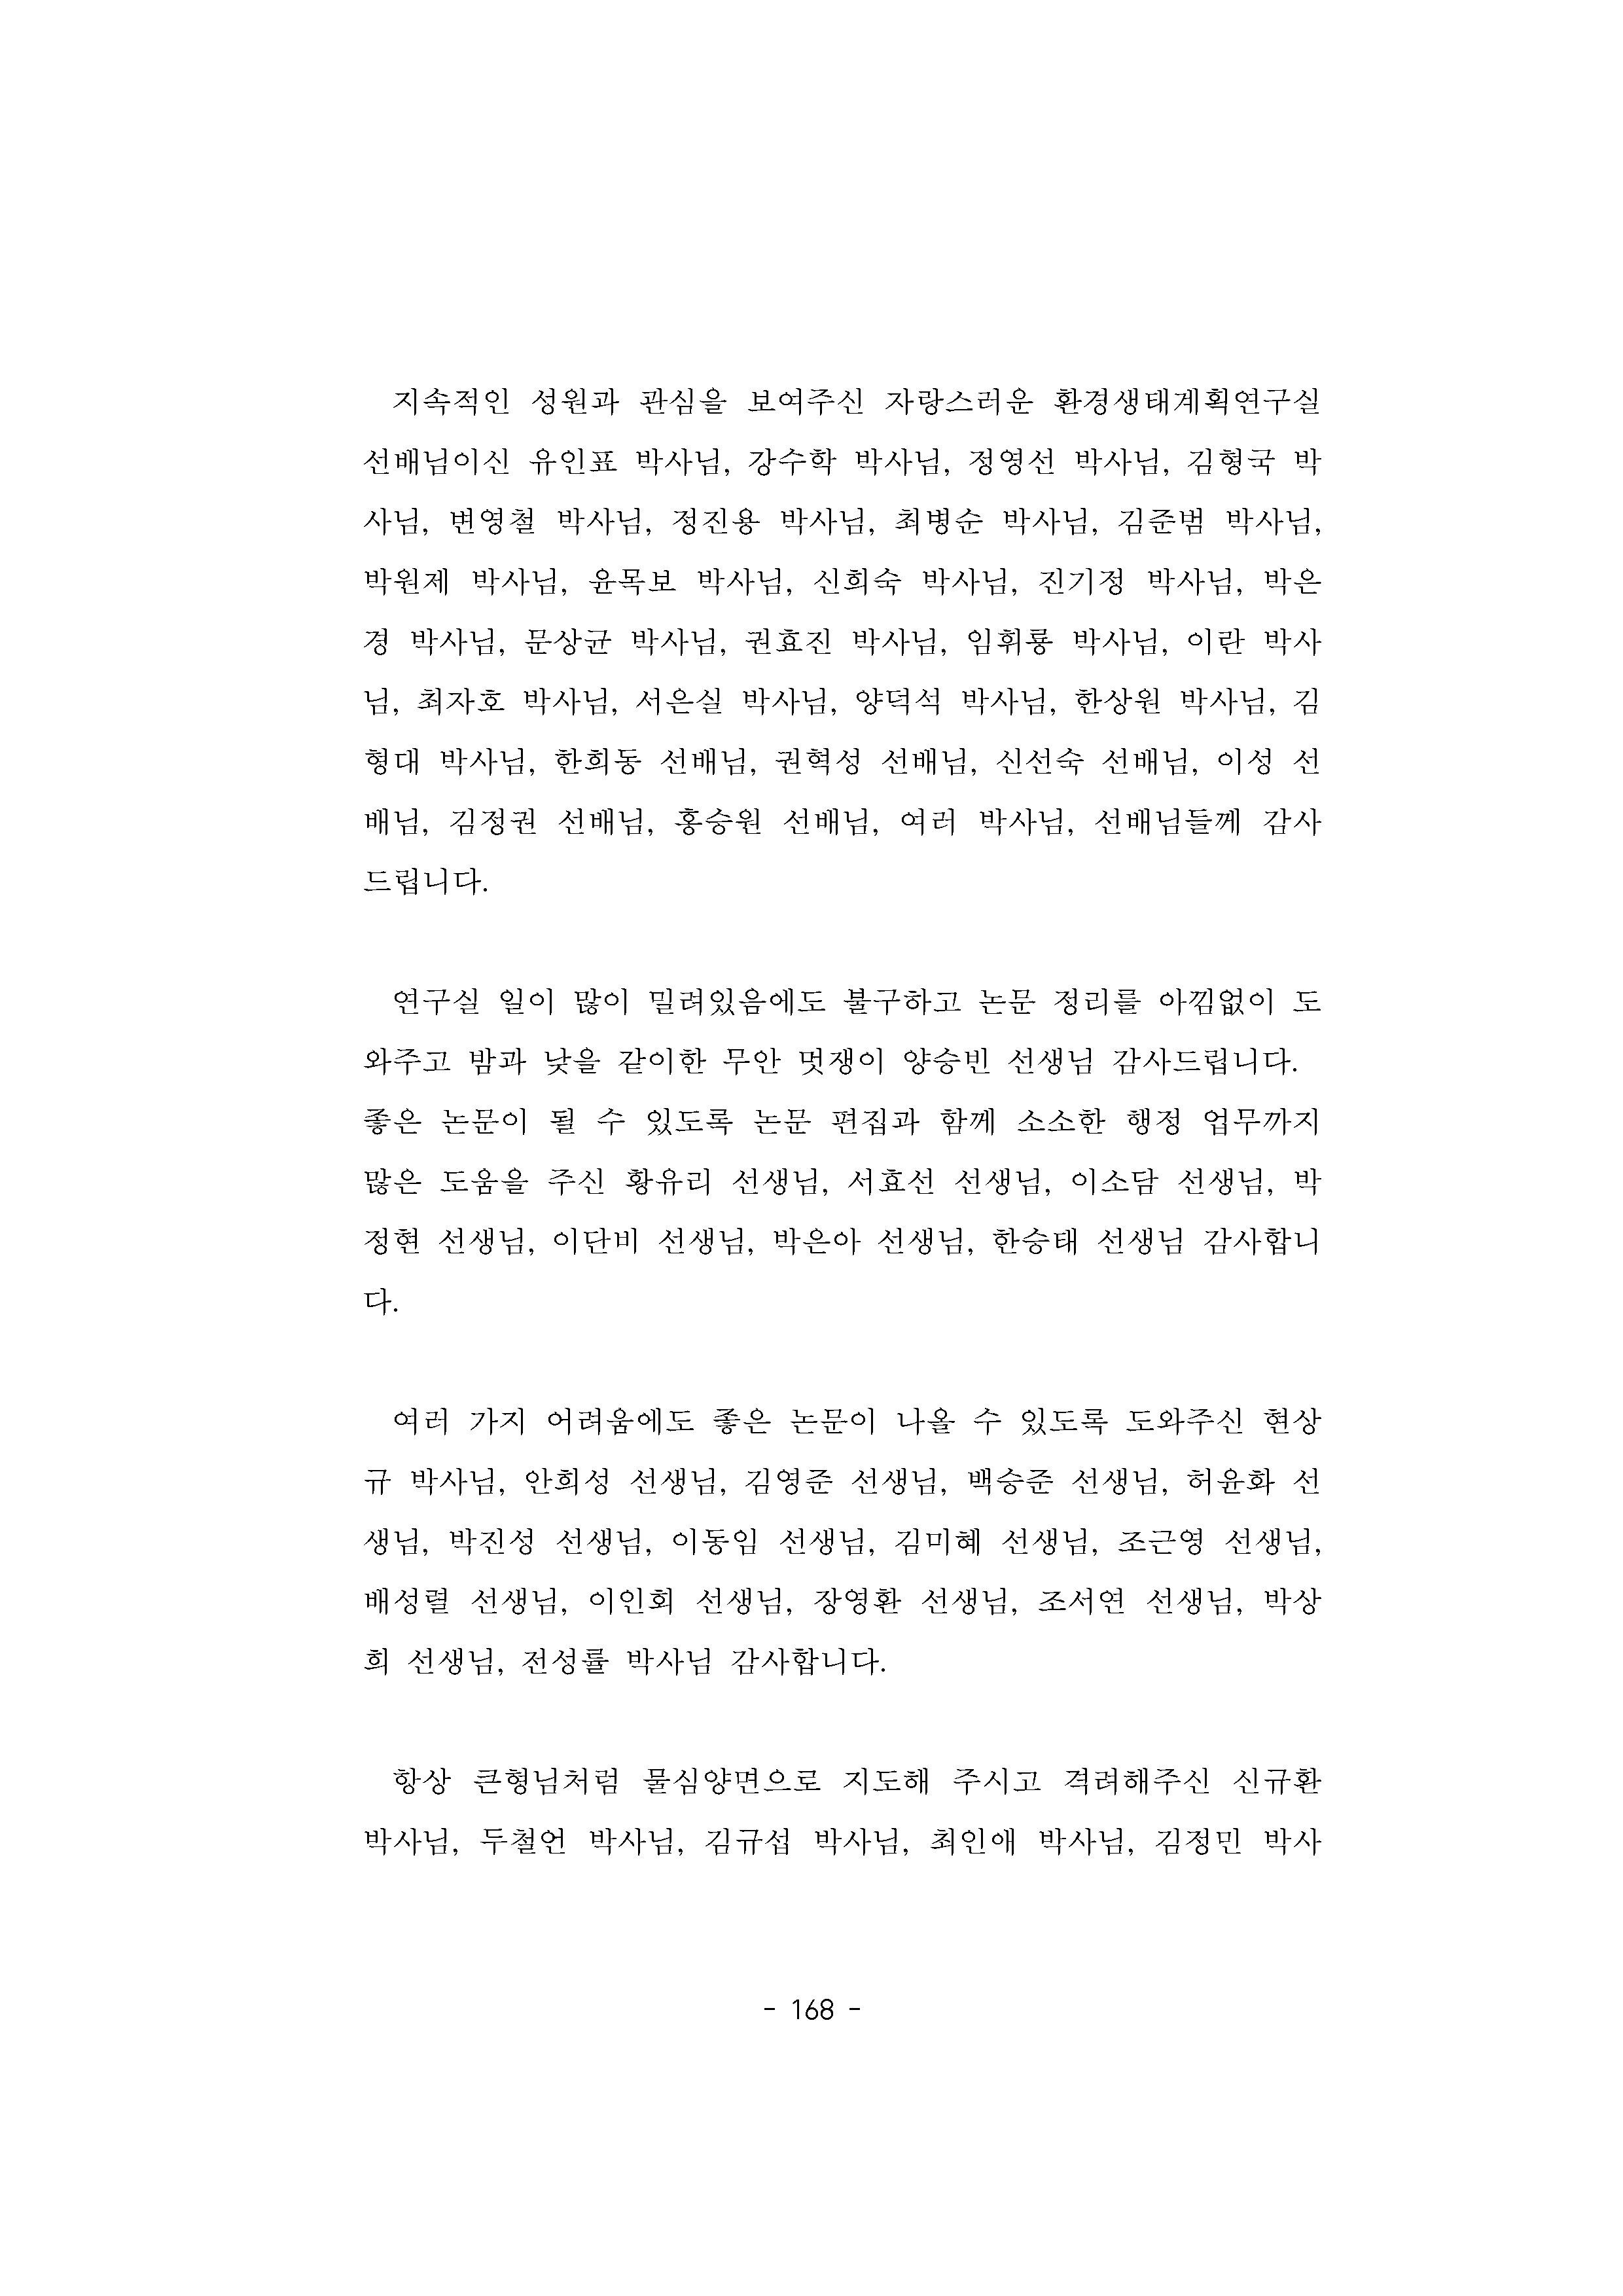 지속적인 성원과 관심을 보여주신 자랑스러운 환경생태계획연구실
선배님이신 유인표 박사님, 강수학 박사님, 정영선 박사님, 김형국 박
사님, 변영철 박사님, 정진용 박사님, 최병순 박사님, 김준범 박사님,
박원제 박사님, 윤목보 박사님, 신희숙 박사님, 진기정 박사님, 박은
경 박사님, 문상균 박사님, 권효진 박사님, 임휘룡 박사님, 이란 박사
님, 최자호 박사님, 서은실 박사님, 양덕석 박사님, 한상원 박사님, 김
형대 박사님, 한희동 선배님, 권혁성 선배님, 신선숙 선배님, 이성 선
배님, 김정권 선배님, 홍승원 선배님, 여러 박사님, 선배님들께 감사
드립니다.
연구실 일이 많이 밀려있음에도 불구하고 논문 정리를 아낌없이 도
와주고 밤과 낮을 같이한 무안 멋쟁이 양승빈 선생님 감사드립니다.
좋은 논문이 될 수 있도록 논문 편집과 함께 소소한 행정 업무까지
많은 도움을 주신 황유리 선생님, 서효선 선생님, 이소담 선생님, 박
정현 선생님, 이단비 선생님, 박은아 선생님, 한승태 선생님 감사합니
다.
여러 가지 어려움에도 좋은 논문이 나올 수 있도록 도와주신 현상
규 박사님, 안희성 선생님, 김영준 선생님, 백승준 선생님, 허윤화 선
생님, 박진성 선생님, 이동임 선생님, 김미혜 선생님, 조근영 선생님,
배성렬 선생님, 이인회 선생님, 장영환 선생님, 조서연 선생님, 박상
희 선생님, 전성률 박사님 감사합니다.
항상 큰형님처럼 물심양면으로 지도해 주시고 격려해주신 신규환
박사님, 두철언 박사님, 김규섭 박사님, 최인애 박사님, 김정민 박사
- 168 -